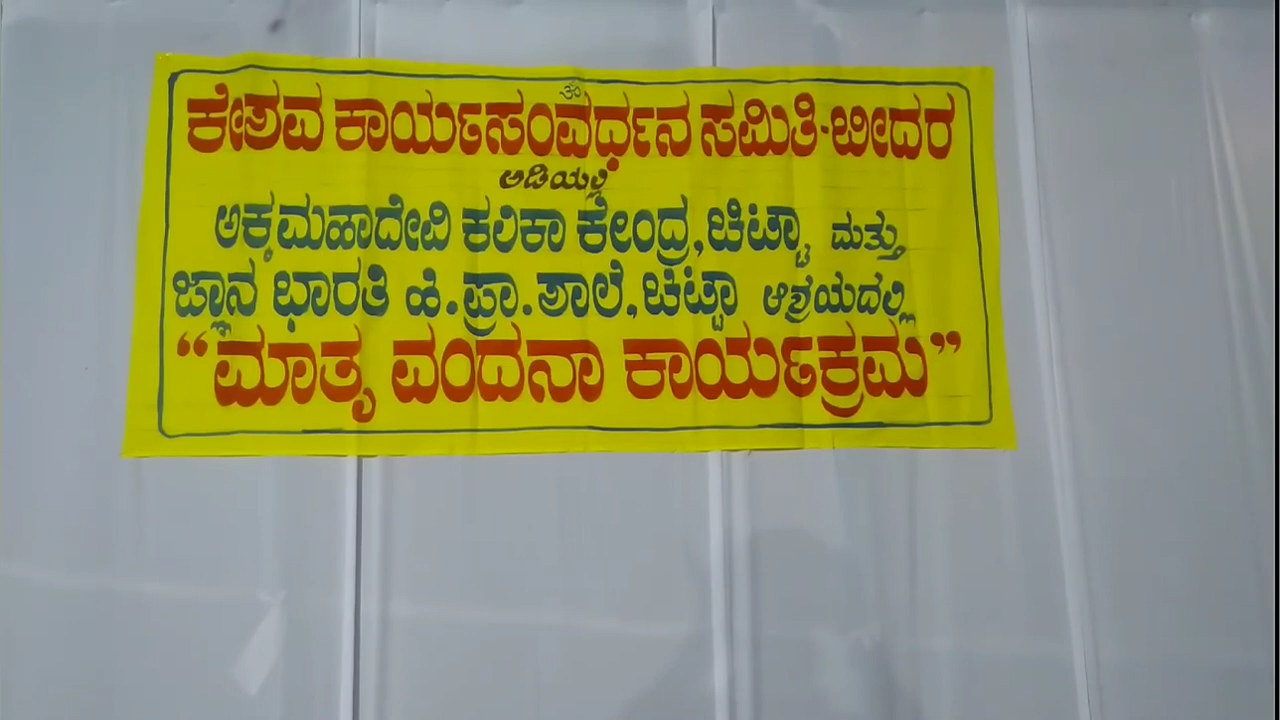 ॐ
ಕೇಶವ ಕಾರ್ಯಸಂವರ್ಧನ ಸಮಿತಿ-ಬೀದರ
ಅಡಿಯಲ್ಲಿ
ಅಕ್ಕಮಹಾದೇವಿ ಕಲಿಕಾ ಕೇಂದ್ರ, ಚಿಟ್ಟಾ ಮತ್ತು
ಜ್ಞಾನ ಭಾರತಿ ಹಿ.ಪ್ರಾ.ಶಾಲೆ, ಚಿಟ್ಟಾ ಆಶ್ರಯದಲ್ಲಿ
“ಮಾತೃ ವಂದನಾ ಕಾರ್ಯಕ್ರಮ”